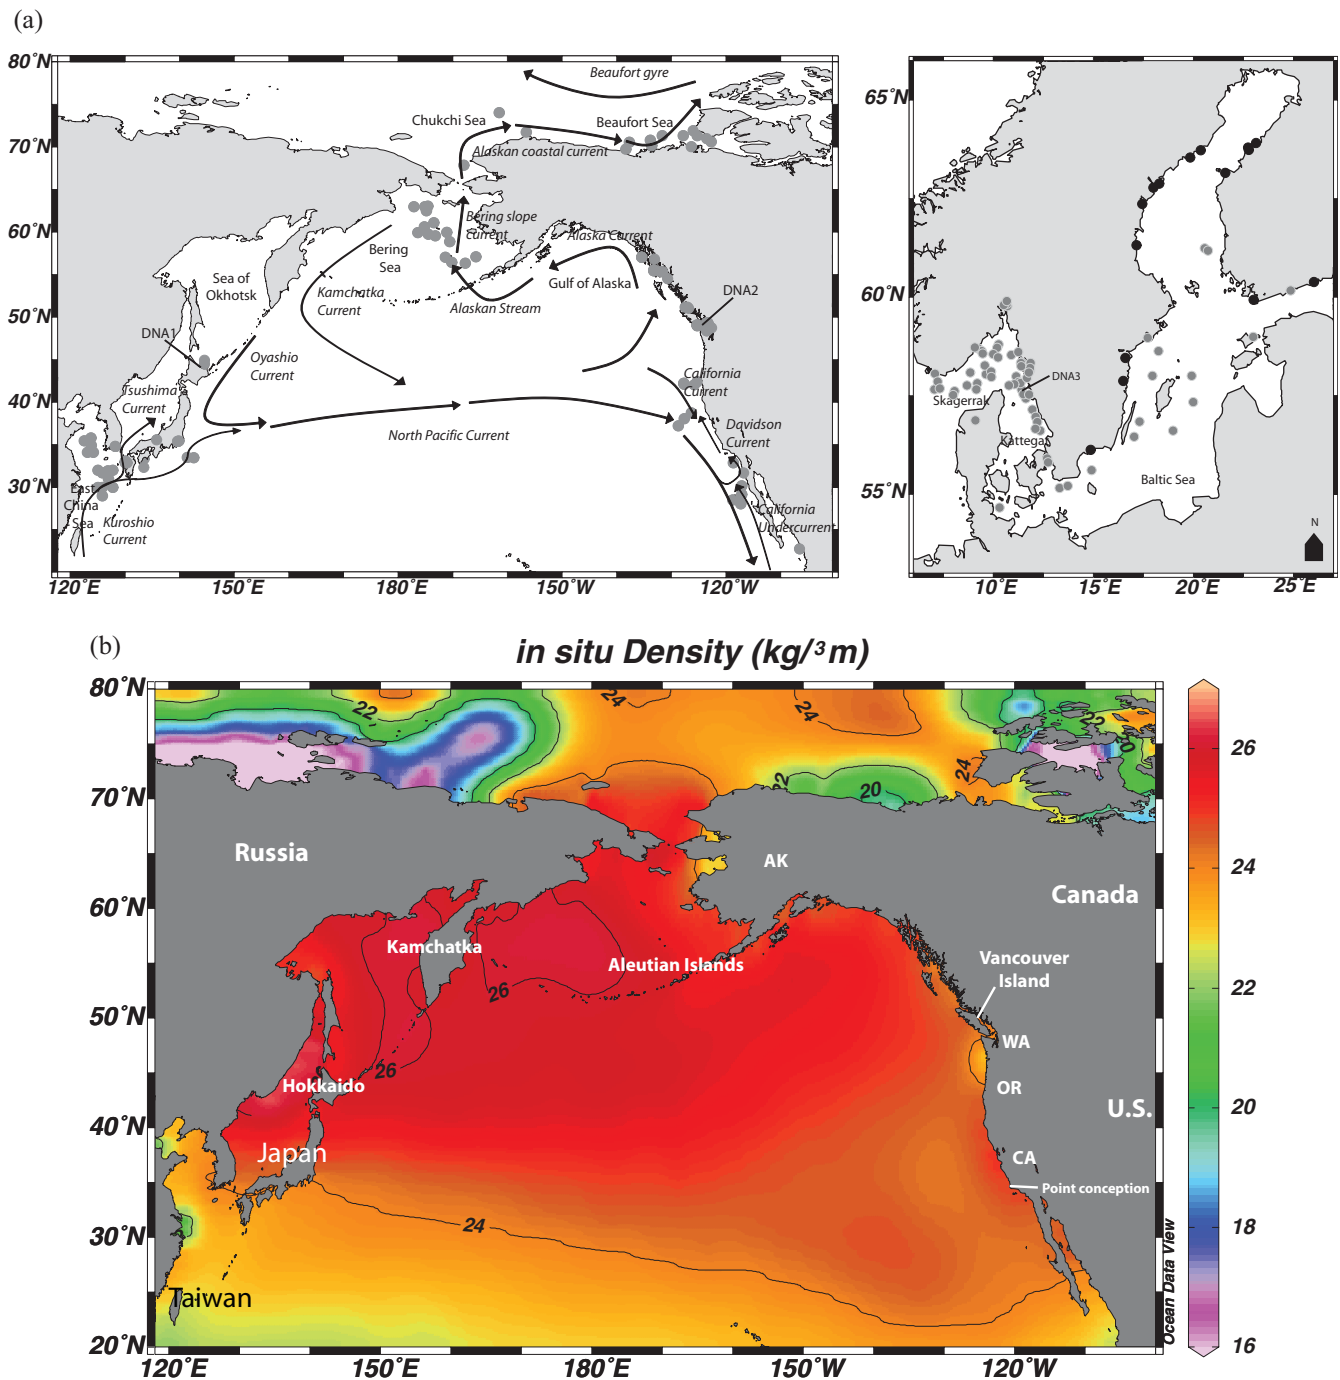 (a)
80°N
70°N
60°N
50°N
40°N
30°N
120°E
150°E
180°E
150°W
120°W
Beaufort gyre
Chukchi Sea
Beaufort Sea
Alaskan coastal current
Bering slope
current
Alaska Current
Bering
Sea
Sea of
Okhotsk
Kamchatka
Current
Gulf of Alaska
Alaskan Stream
DNA1
DNA2
Oyashio
Current
Tsushima
Current
California
Current
North Pacific Current
Davidson
Current
East
China
Sea
Kuroshio
Current
California
Undercurrent
65°N
60°N
55°N
10°E
15°E
20°E
25°E
DNA3
Skagerrak
Kattegat
Baltic Sea
N
(b)
in situ Density (kg/³m)
80°N
70°N
60°N
50°N
40°N
30°N
20°N
120°E
150°E
180°E
150°W
120°W
22
24
24
22
20
24
22
20
Russia
AK
Canada
Kamchatka
Aleutian Islands
Vancouver
Island
26
26
WA
Hokkaido
OR
U.S.
Japan
CA
Point conception
24
Taiwan
Ocean Data View
26
24
22
20
18
16